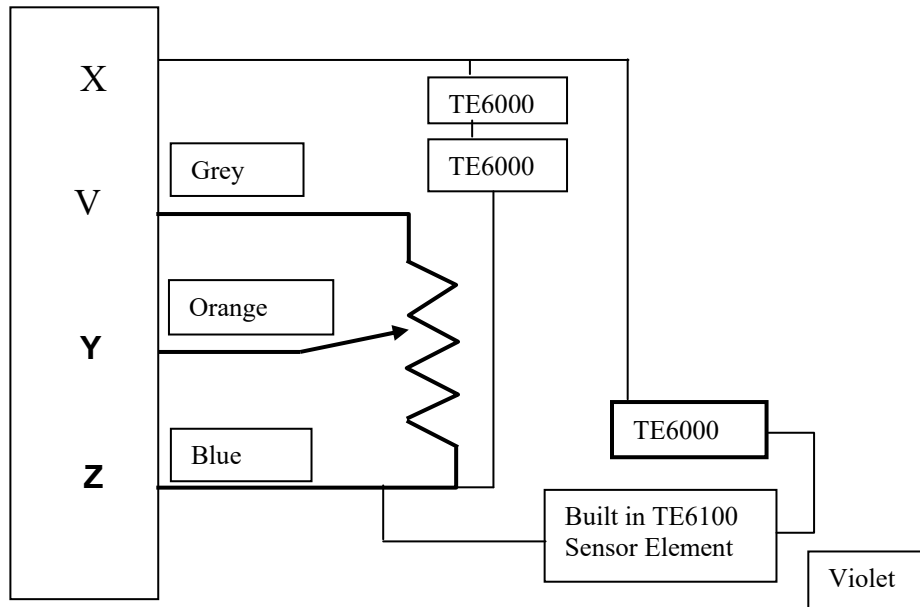 X
TE6000
TE6000
Grey
V
Orange
Y
TE6000
Blue
Z
Built in TE6100
Sensor Element
Violet